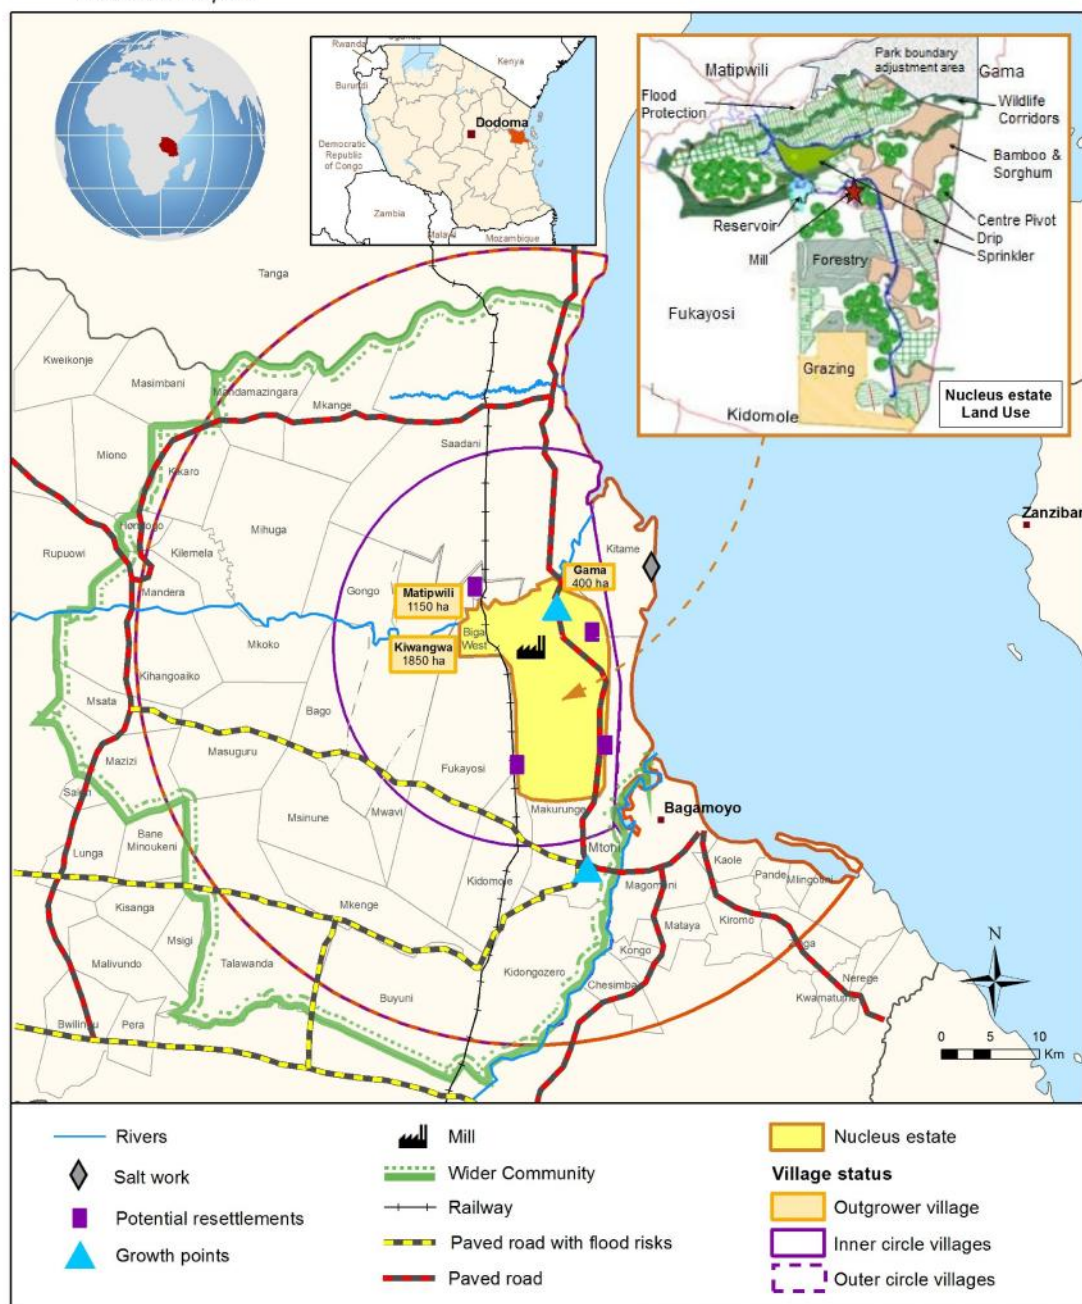 Rwanda
Kenya
Burundi
Dodoma
Democratic
Republic
of Congo
Zambia
Malawi
Mozambique
Park boundary
adjustment area
Matipwili
Gama
Flood
Protection
Wildlife
Corridors
Bamboo &
Sorghum
Reservoir
Centre Pivot
Drip
Mill
Sprinkler
Forestry
Fukayosi
Grazing
Kidomole
Nucleus estate
Land Use
Tanga
Kweikonje
Masimbani
Mandamazingara
Mkange
Miono
Saadani
Kikaro
Zanzibar
Mihuga
Kitame
Rupuowi
Kilemela
Gama
400 ha
Mandera
Gongo
Matipwili
1150 ha
Biga
West
Kiwangwa
1850 ha
Mkoko
Kihangoaiko
Msata
Bago
Masuguru
Mazizi
Fukayosi
Msinune
Mwavi
Makurunge
Bagamoyo
Bane
Minoukeni
Lunga
Kaole
Pande
Mlingotini
Kidomole
Magomeni
Kisanga
Mkenge
Mataya
Kiromo
Msigi
Kongo
N
Malivundo
Talawanda
Kidongozero
Chesimba
Nerege
Kwamatume
Buyuni
Bwilingu
Pera
0 5 10
Km
Rivers
Salt work
Potential resettlements
Growth points
Mill
Wider Community
Railway
Paved road with flood risks
Paved road
Nucleus estate
Village status
Outgrower village
Inner circle villages
Outer circle villages